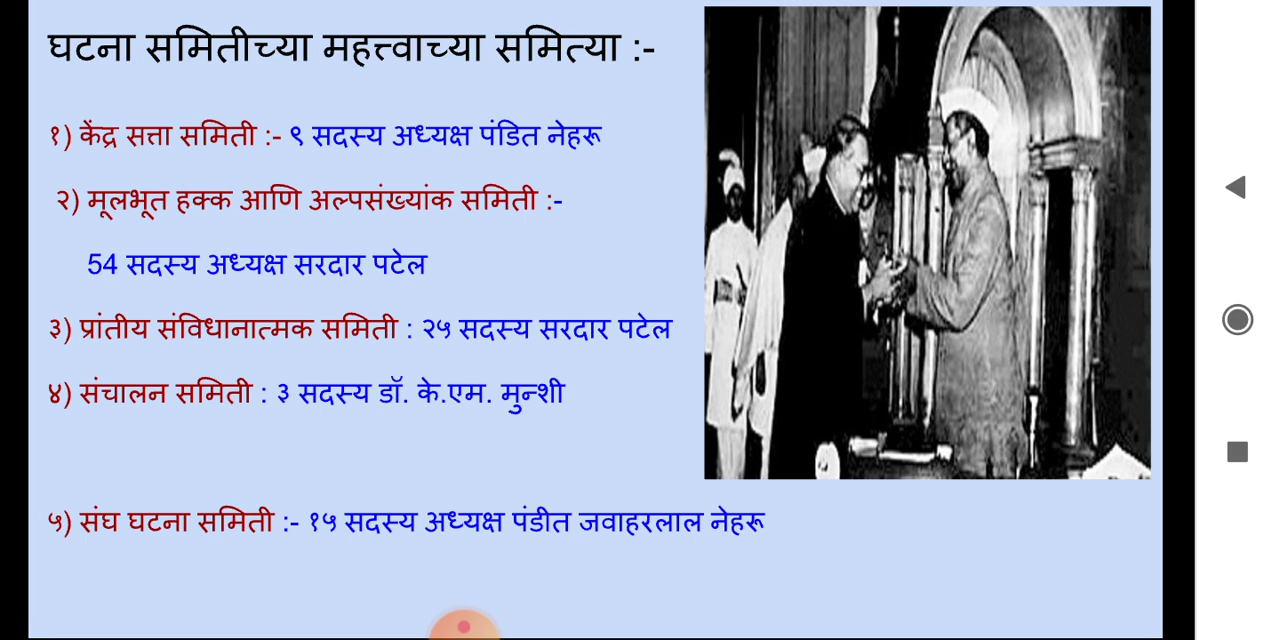 घटना समितीच्या महत्त्वाच्या समित्या :-
१) केंद्र सत्ता समिती :- ९ सदस्य अध्यक्ष पंडित नेहरू
२) मूलभूत हक्क आणि अल्पसंख्यांक समिती :-
54 सदस्य अध्यक्ष सरदार पटेल
३) प्रांतीय संविधानात्मक समिती : २५ सदस्य सरदार पटेल
४) संचालन समिती : ३ सदस्य डॉ. के.एम. मुन्शी
५) संघ घटना समिती :- १५ सदस्य अध्यक्ष पंडीत जवाहरलाल नेहरू